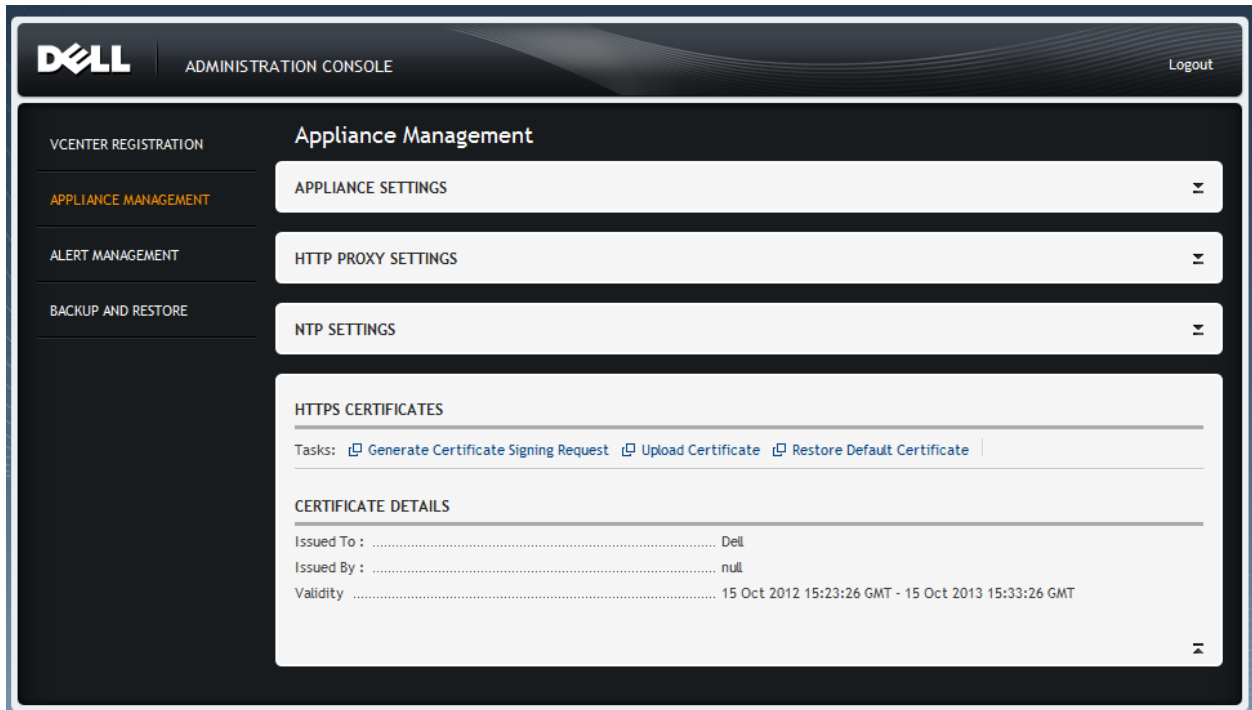 DELL
ADMINISTRATION CONSOLE
Logout
VCENTER REGISTRATION
APPLIANCE MANAGEMENT
ALERT MANAGEMENT
BACKUP AND RESTORE
Appliance Management
APPLIANCE SETTINGS
HTTP PROXY SETTINGS
NTP SETTINGS
HTTPS CERTIFICATES
Tasks: Generate Certificate Signing Request Upload Certificate Restore Default Certificate
CERTIFICATE DETAILS
Issued To : ........................................................................................ Dell
Issued By : ........................................................................................ null
Validity ............................................................................................. 15 Oct 2012 15:23:26 GMT - 15 Oct 2013 15:33:26 GMT